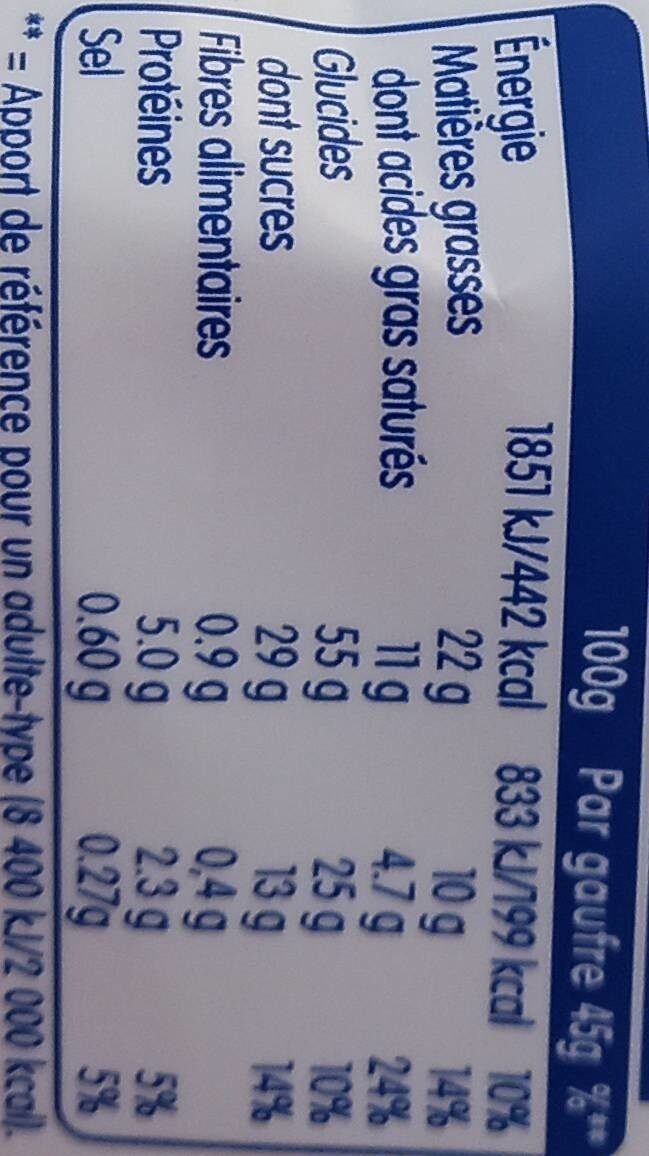 100g Par gaufre 45g %**
Énergie 1851 kJ/442 kcal 833 kJ/199 kcal 10%
Matières grasses 22 g 10 g 14%
dont acides gras saturés 11 g 4.7 g 24%
Glucides 55 g 25 g 10%
dont sucres 29 g 13 g 14%
Fibres alimentaires 0.9 g 0,4 g
Protéines 5.0 g 2.3 g 5%
Sel 0.60 g 0.27g 5%
** = Apport de référence pour un adulte-type (8 400 kJ/2 000 kcal).